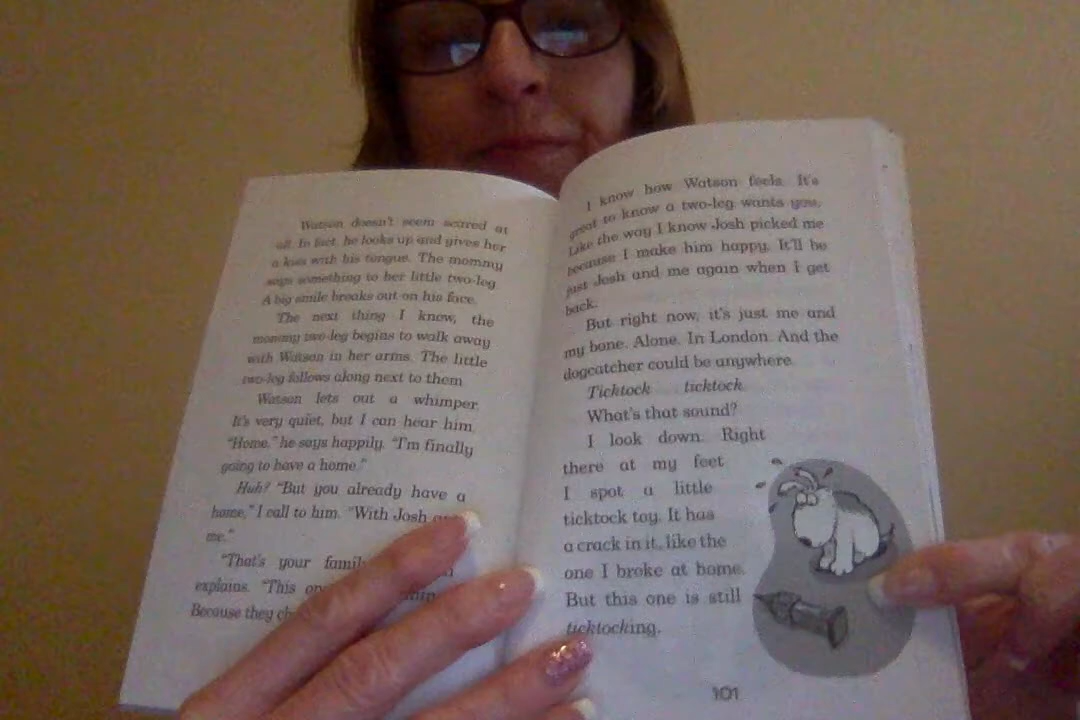 Watson doesn't seem scared at
all. In fact, he looks up and gives her
a kiss with his tongue. The mommy
says something to her little two-leg.
A big smile breaks out on his face.
The next thing I know, the
mommy two-leg begins to walk away
with Watson in her arms. The little
two-leg follows along next to them.
Watson lets out a whimper.
It's very quiet, but I can hear him.
"Home," he says happily. "I'm finally
going to have a home."
Huh? "But you already have a
home," I call to him. "With Josh
me."
"That's your
explains. "This
Because they
I know how Watson feels. It's
great to know a two-leg wants you.
Like the way I know Josh picked me
because I make him happy. It'll be
just Josh and me again when I get
back.
But right now, it's just me and
my bone. Alone. In London. And the
dogcatcher could be anywhere.
Ticktock . . . ticktock.
What's that sound?
I look down. Right
there at my feet
I spot a little
ticktock toy. It has
a crack in it, like the
one I broke at home.
But this one is still
ticktocking.
101